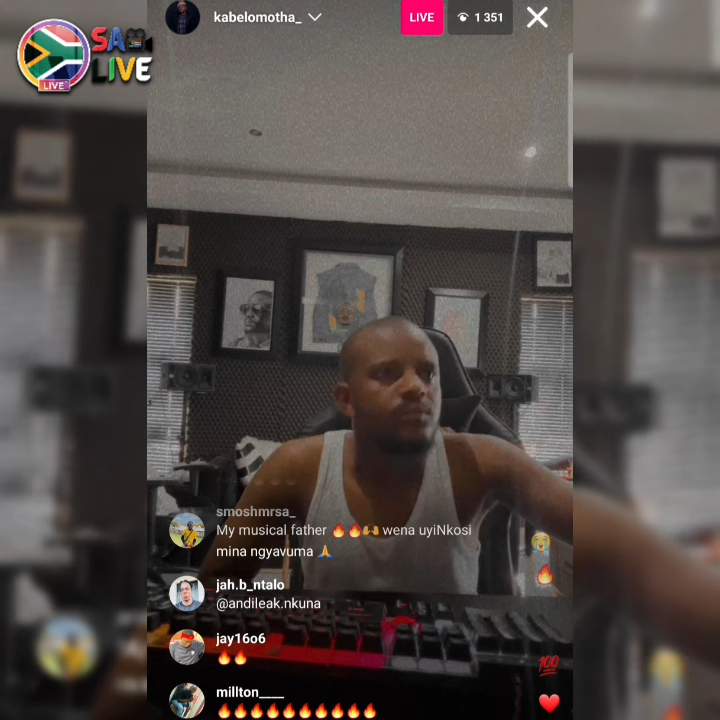 SA
LIVE
LIVE
kabelomotha_
LIVE
1 351
smoshmrsa_
My musical father 🔥🔥🙌 wena uyiNkosi
mina ngyavuma 🙏
jah.b_ntalo
@andileak.nkuna
jay16o6
🔥🔥
millton____
🔥🔥🔥🔥🔥🔥🔥🔥🔥🔥
💯